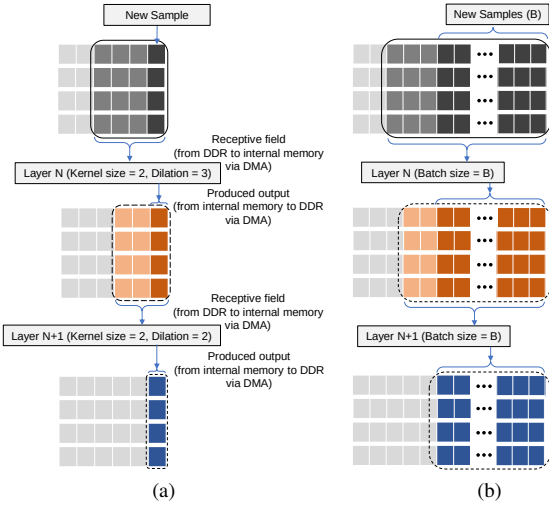 New Sample
Receptive field
(from DDR to internal memory
via DMA)
Layer N (Kernel size = 2, Dilation = 3)
Produced output
(from internal memory to DDR
via DMA)
Receptive field
(from DDR to internal memory
via DMA)
Layer N+1 (Kernel size = 2, Dilation = 2)
Produced output
(from internal memory to DDR
via DMA)
(a)
New Samples (B)
Layer N (Batch size = B)
Layer N+1 (Batch size = B)
(b)